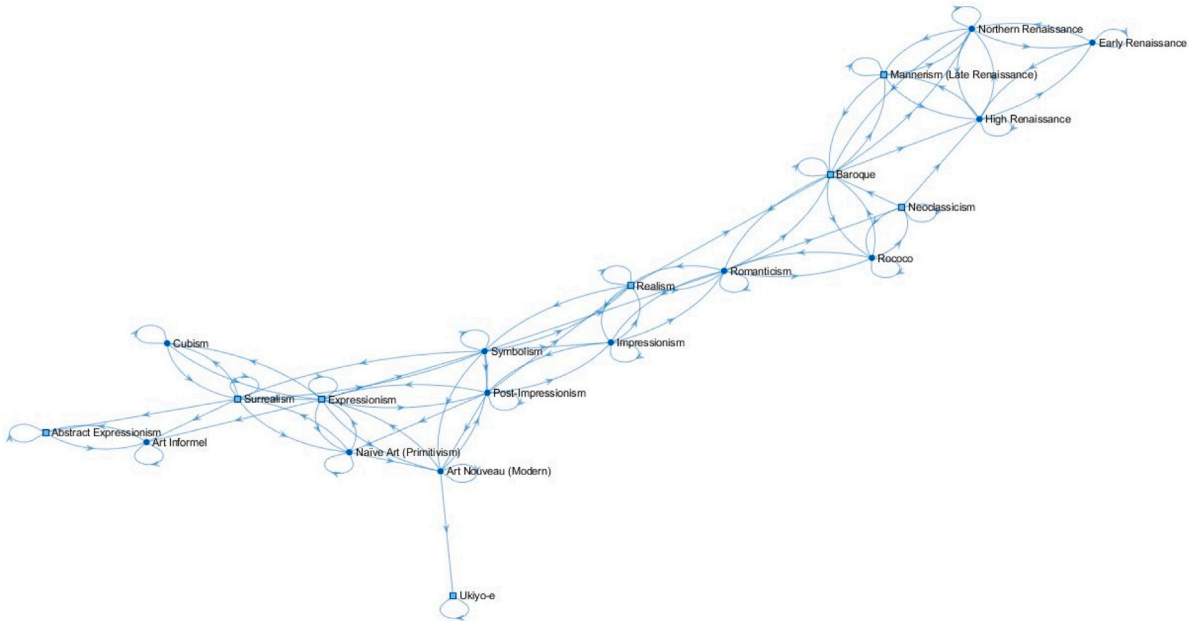 Northern Renaissance
Early Renaissance
Mannerism (Late Renaissance)
High Renaissance
Baroque
Neoclassicism
Rococo
Romanticism
Realism
Impressionism
Cubism
Symbolism
Post-Impressionism
Surrealism
Expressionism
Abstract Expressionism
Art Informel
Naïve Art (Primitivism)
Art Nouveau (Modern)
Ukiyo-e